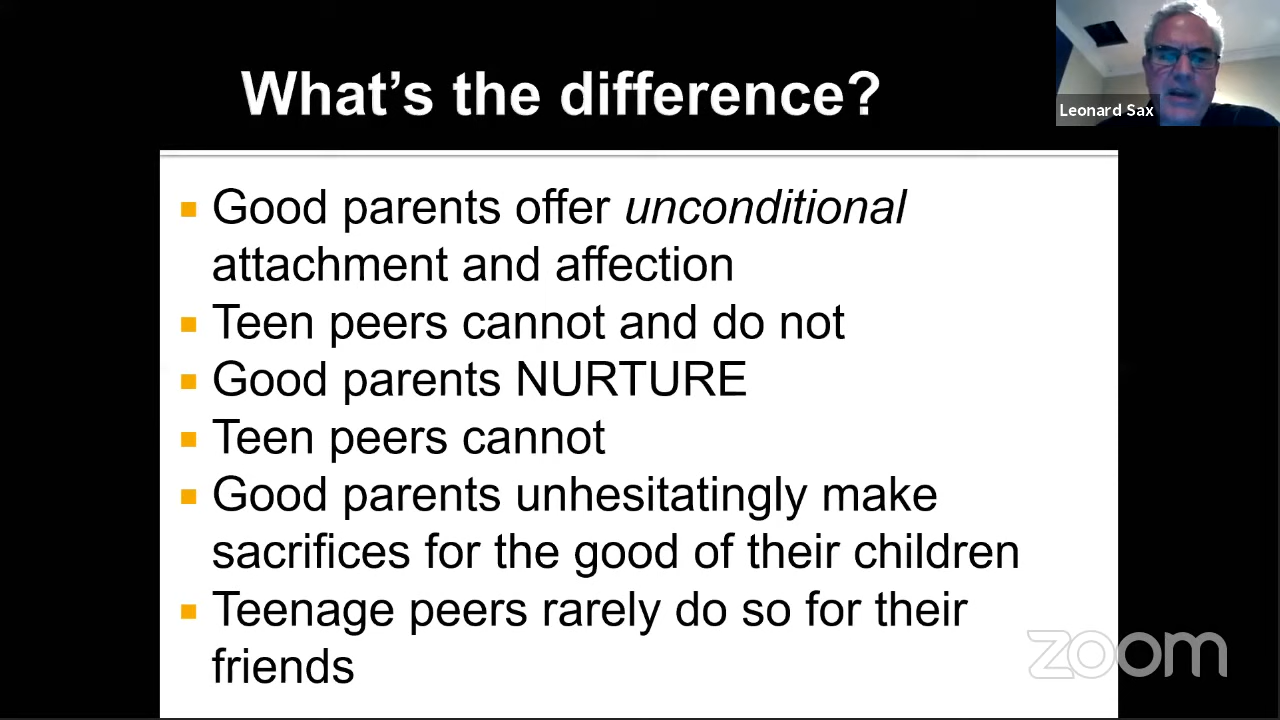 What's the difference?
Leonard Sax
Good parents offer unconditional
attachment and affection
Teen peers cannot and do not
Good parents NURTURE
Teen peers cannot
Good parents unhesitatingly make
sacrifices for the good of their children
Teenage peers rarely do so for their
friends
zoom